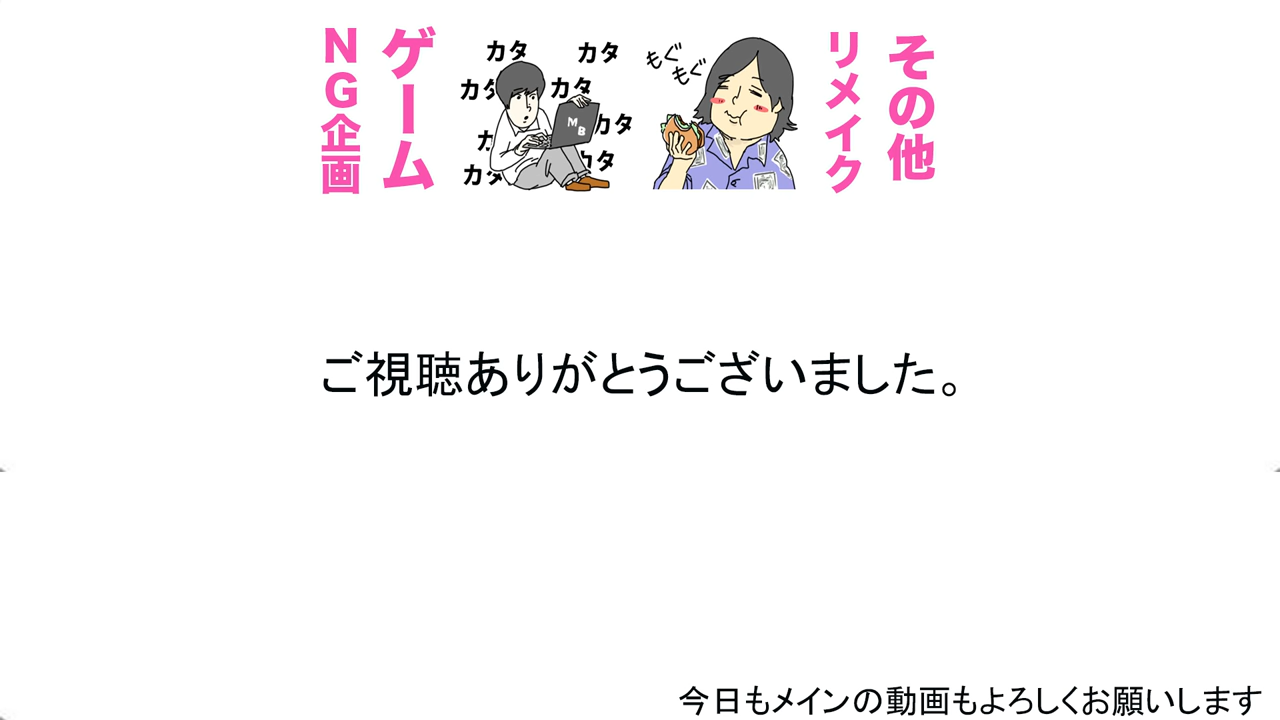 ゲーム
NG企画
カタ
カタ
カタ
カタ
カタ
カタ
MB
もぐ
もぐ
その他
リメイク
ご視聴ありがとうございました。
今日もメインの動画もよろしくお願いします